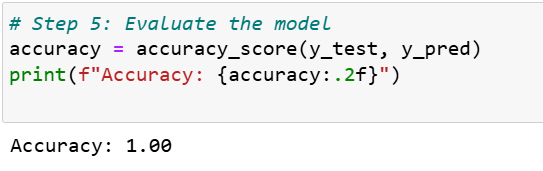 # Step 5: Evaluate the model
accuracy = accuracy_score(y_test, y_pred)
print(f"Accuracy: {accuracy:.2f}")
Accuracy: 1.00